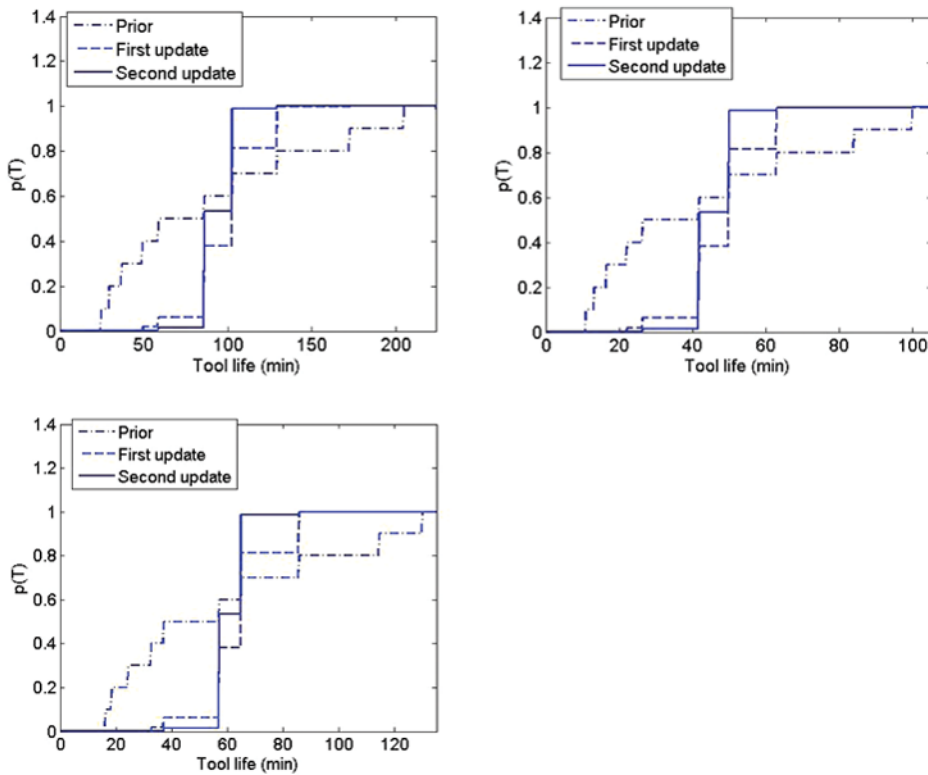 1.4
1.2
1
0.8
0.6
0.4
0.2
0
p(T)
Prior
First update
Second update
0 50 100 150 200
Tool life (min)
1.4
1.2
1
0.8
0.6
0.4
0.2
0
p(T)
Prior
First update
Second update
0 20 40 60 80 100
Tool life (min)
1.4
1.2
1
0.8
0.6
0.4
0.2
0
p(T)
Prior
First update
Second update
0 20 40 60 80 100 120
Tool life (min)